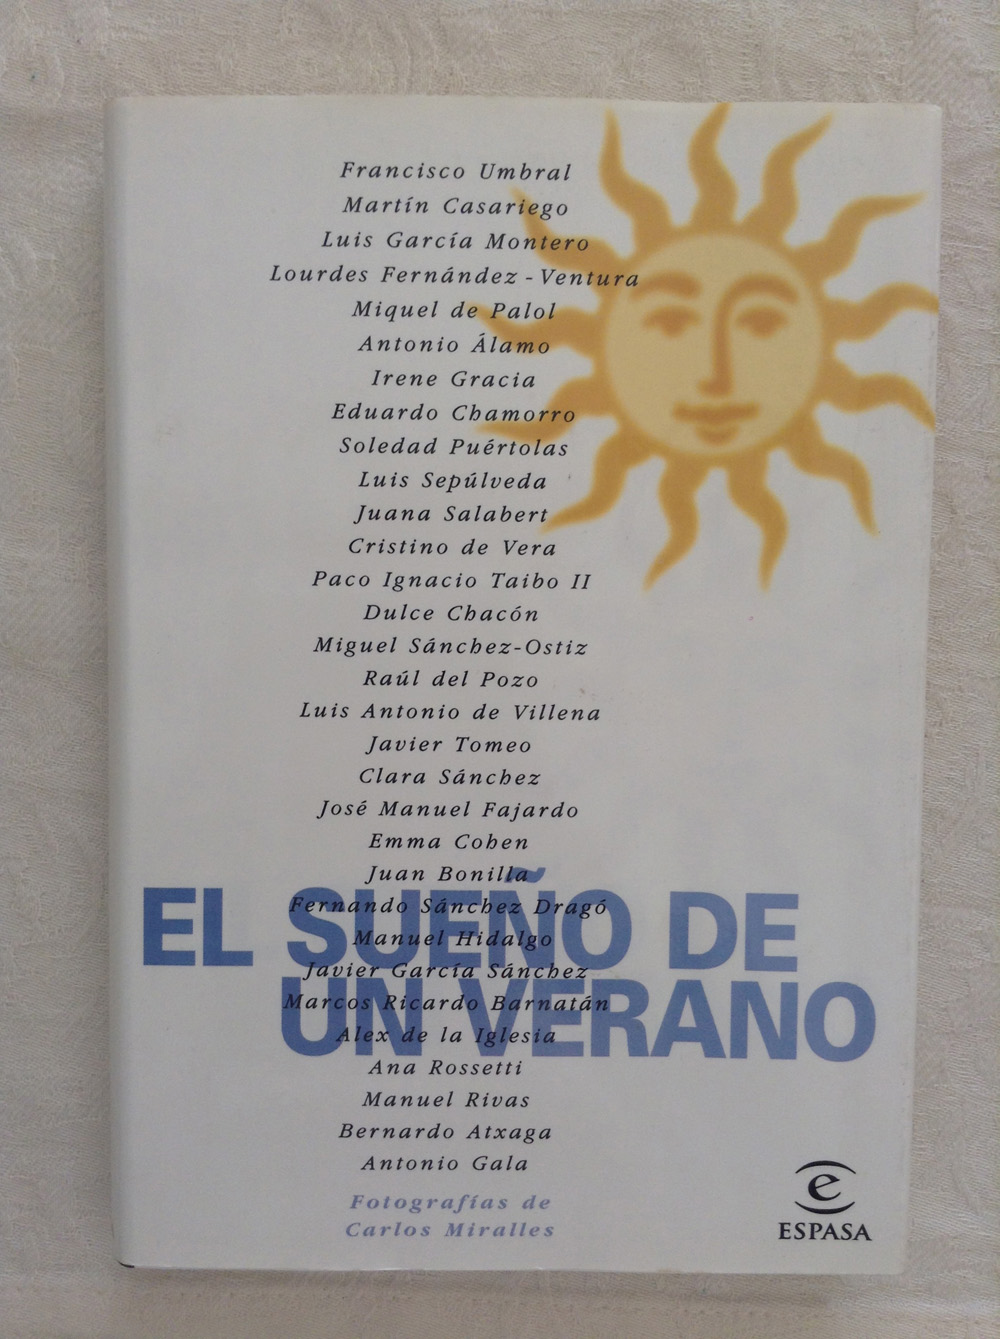 Francisco Umbral
Martín Casariego
Luis García Montero
Lourdes Fernández-Ventura
Miquel de Palol
Antonio Álamo
Irene Gracia
Eduardo Chamorro
Soledad Puértolas
Luis Sepúlveda
Juana Salabert
Cristino de Vera
Paco Ignacio Taibo II
Dulce Chacón
Miguel Sánchez-Ostiz
Raúl del Pozo
Luis Antonio de Villena
Javier Tomeo
Clara Sánchez
José Manuel Fajardo
Emma Cohen
Juan Bonilla
Fernando Sánchez Dragó
Manuel Hidalgo
Javier García Sánchez
Marcos Ricardo Barnatán
Alex de la Iglesia
Ana Rossetti
Manuel Rivas
Bernardo Atxaga
Antonio Gala
EL SUEÑO DE
UN VERANO
Fotografías de
Carlos Miralles
e
ESPASA